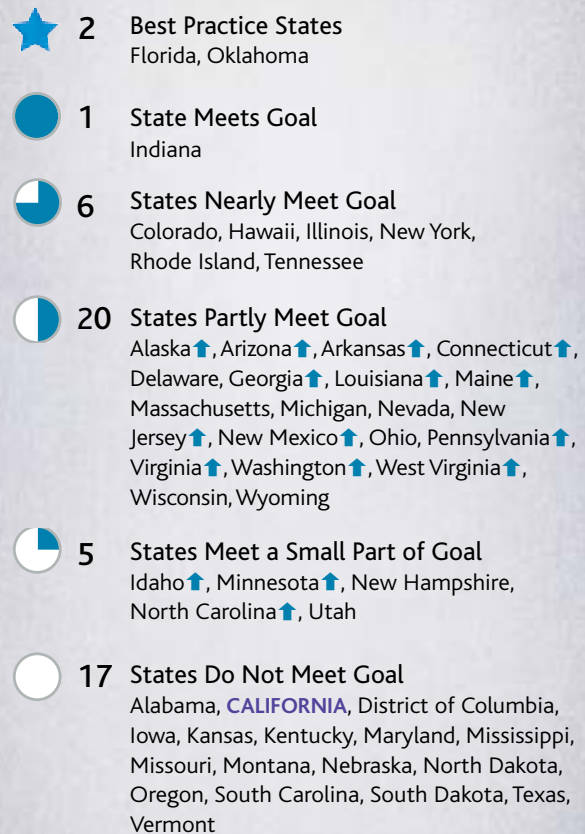 2 Best Practice States
Florida, Oklahoma
1 State Meets Goal
Indiana
6 States Nearly Meet Goal
Colorado, Hawaii, Illinois, New York,
Rhode Island, Tennessee
20 States Partly Meet Goal
Alaska⬆, Arizona⬆, Arkansas⬆, Connecticut⬆,
Delaware, Georgia⬆, Louisiana⬆, Maine⬆,
Massachusetts, Michigan, Nevada, New
Jersey⬆, New Mexico⬆, Ohio, Pennsylvania⬆,
Virginia⬆, Washington⬆, West Virginia⬆,
Wisconsin, Wyoming
5 States Meet a Small Part of Goal
Idaho⬆, Minnesota⬆, New Hampshire,
North Carolina⬆, Utah
17 States Do Not Meet Goal
Alabama, CALIFORNIA, District of Columbia,
Iowa, Kansas, Kentucky, Maryland, Mississippi,
Missouri, Montana, Nebraska, North Dakota,
Oregon, South Carolina, South Dakota, Texas,
Vermont